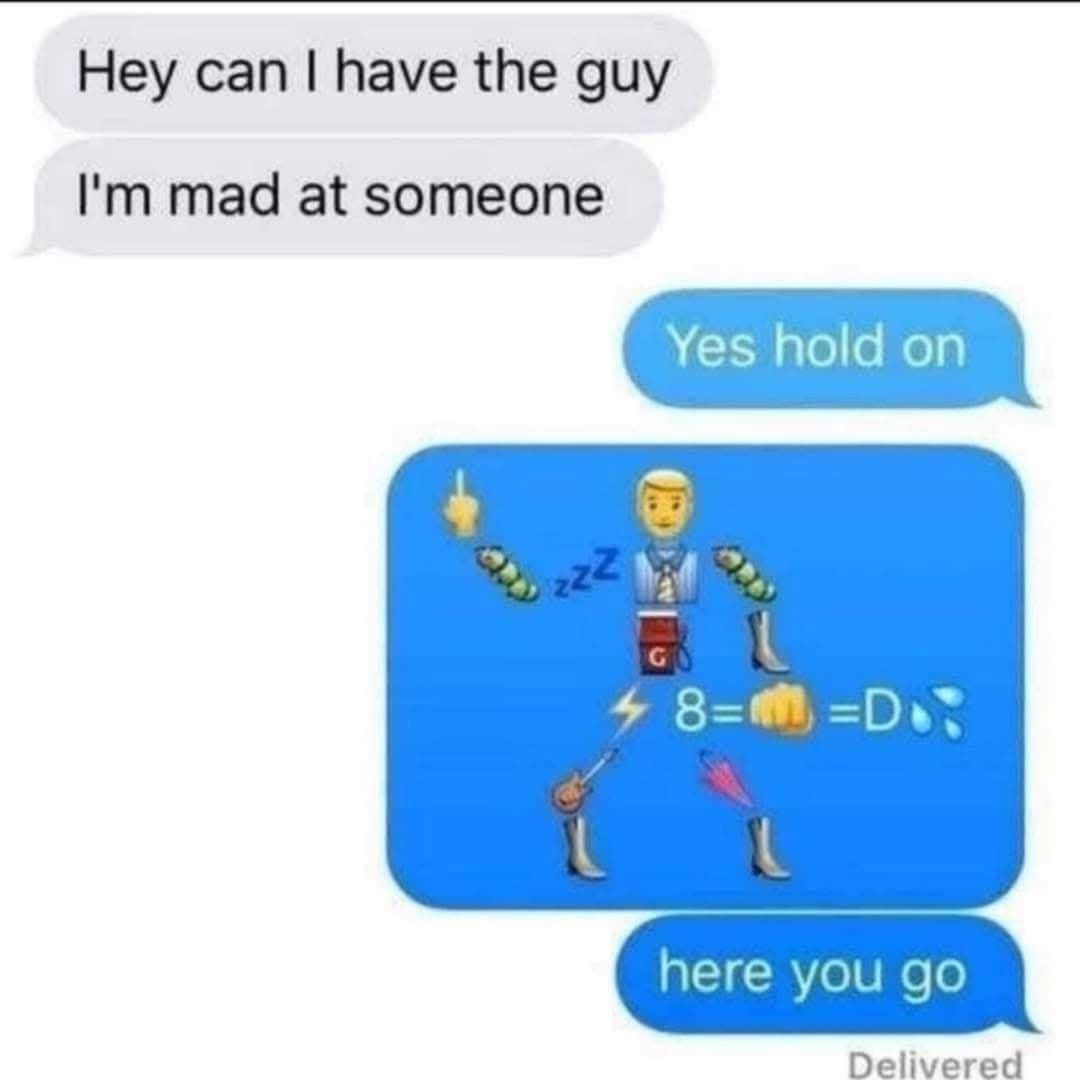 Hey can I have the guy
I'm mad at someone
Yes hold on
zzZ
G
8=👊=D💦
here you go
Delivered